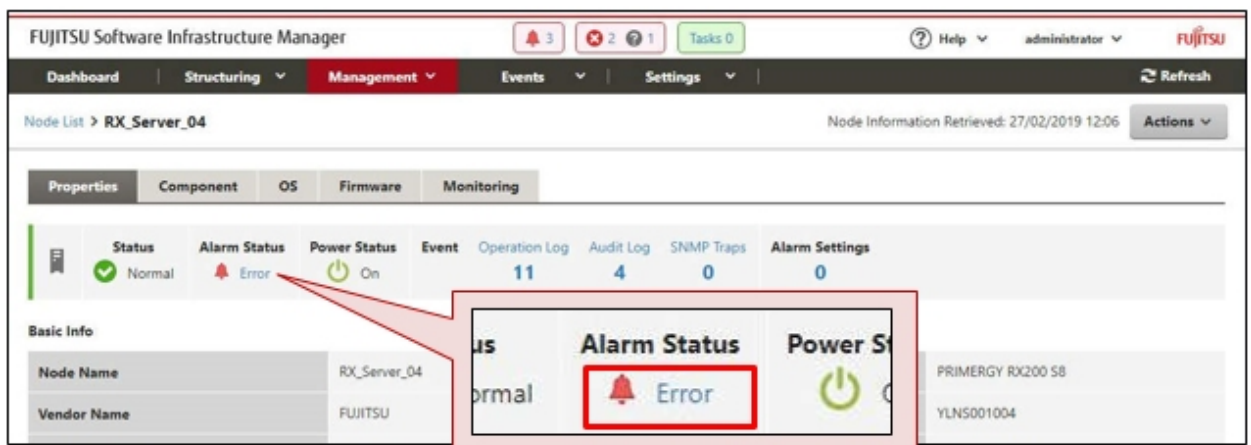 FUJITSU Software Infrastructure Manager 3 2 1 Tasks 0 Help administrator FUJITSU
Dashboard Structuring Management Events Settings Refresh
Node List > RX_Server_04 Node Information Retrieved: 27/02/2019 12:06 Actions
Properties Component OS Firmware Monitoring
Status Alarm Status Power Status Event Operation Log Audit Log SNMP Traps Alarm Settings
Normal Error On 11 4 0 0
Basic Info
Node Name RX_Server_04 PRIMERGY RX200 S8
Vendor Name FUJITSU YLNS001004
us Alarm Status Power St
ormal Error